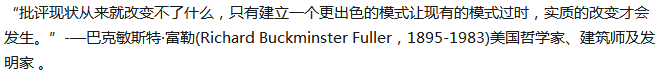 “批评现状从来就改变不了什么，只有建立一个更出色的模式让现有的模式过时，实质的改变才会
发生。”-—巴克敏斯特·富勒(Richard Buckminster Fuller，1895-1983)美国哲学家、建筑师及发
明家 。